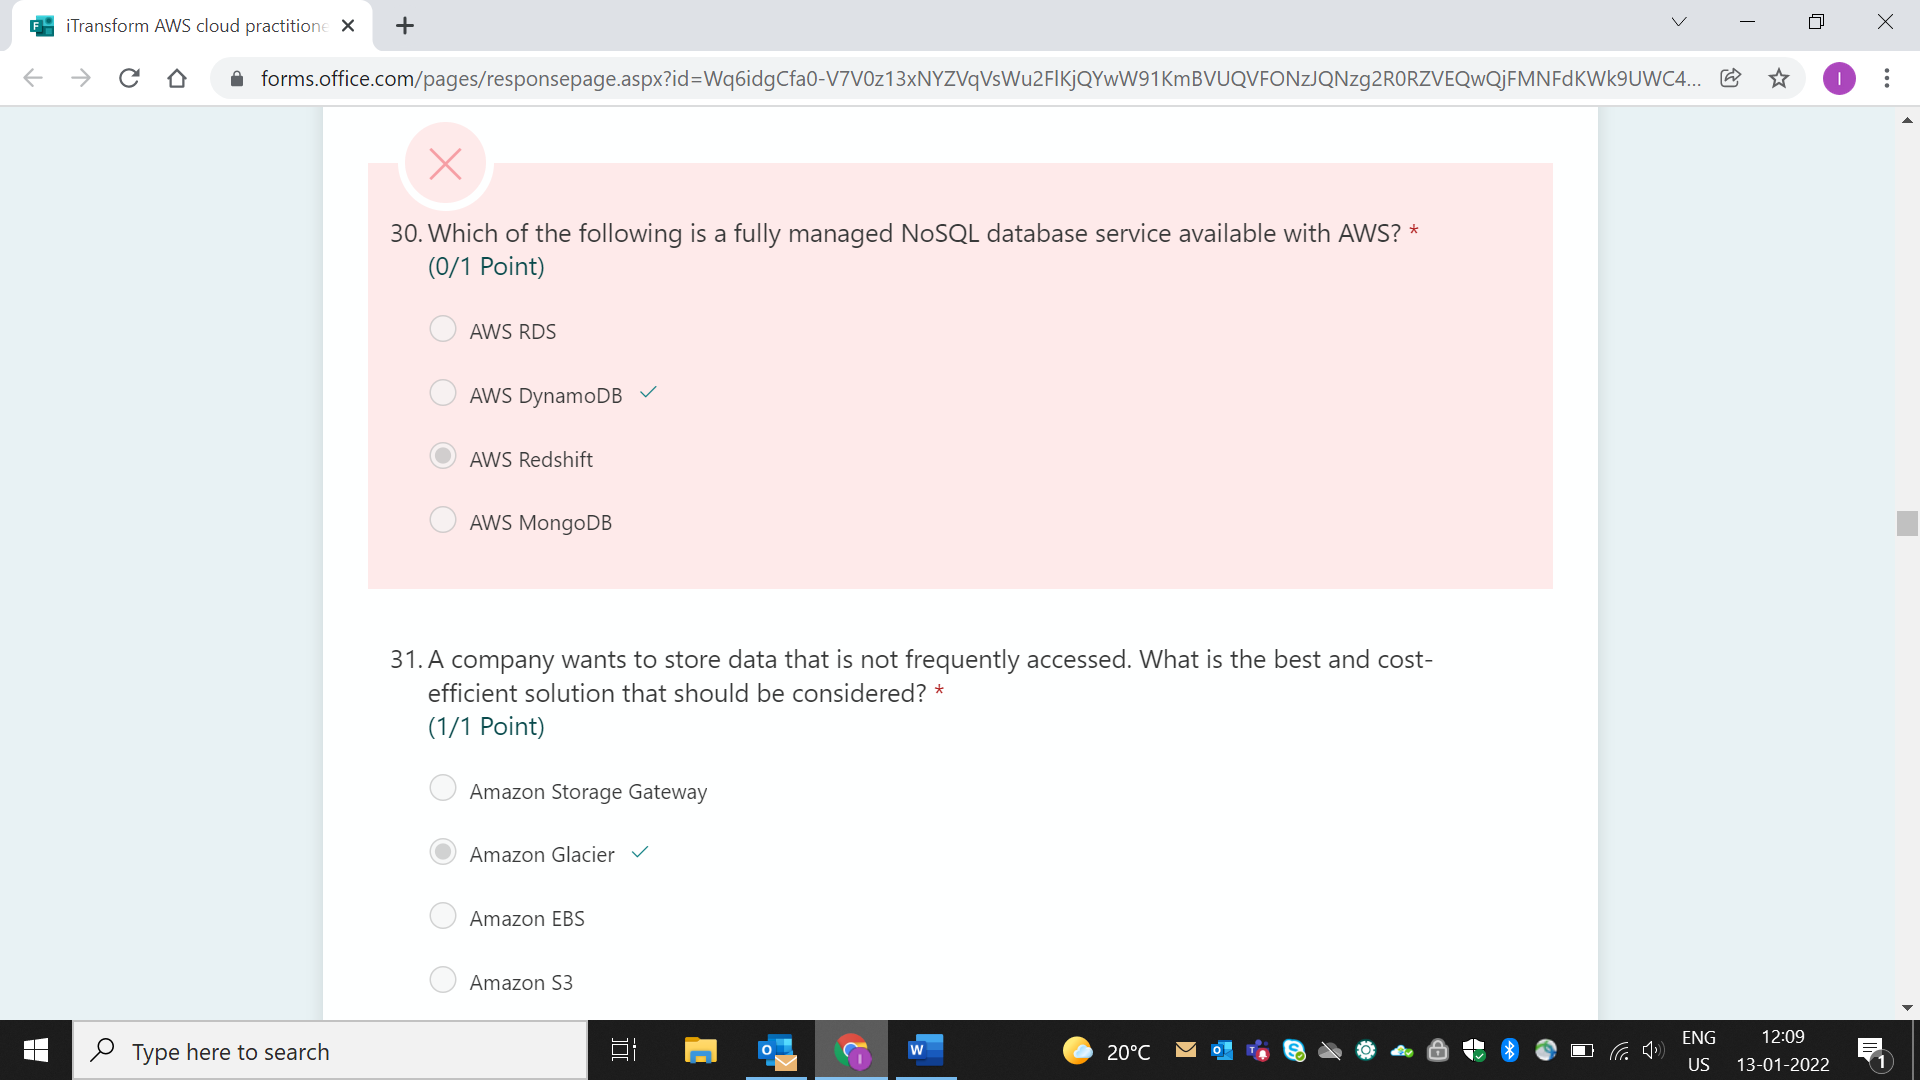 iTransform AWS cloud practitione
forms.office.com/pages/responsepage.aspx?id=Wq6idgCfa0-V7V0z13xNYZVqVsWu2FlKjQYwW91KmBVUQVFONzJQNzg2R0RZVEQwQjFMNFdKWk9UWC4...
I
30. Which of the following is a fully managed NoSQL database service available with AWS? *
(0/1 Point)
AWS RDS
AWS DynamoDB
AWS Redshift
AWS MongoDB
31. A company wants to store data that is not frequently accessed. What is the best and cost-
efficient solution that should be considered? *
(1/1 Point)
Amazon Storage Gateway
Amazon Glacier
Amazon EBS
Amazon S3
Type here to search
20°C
ENG
US
12:09
13-01-2022
1